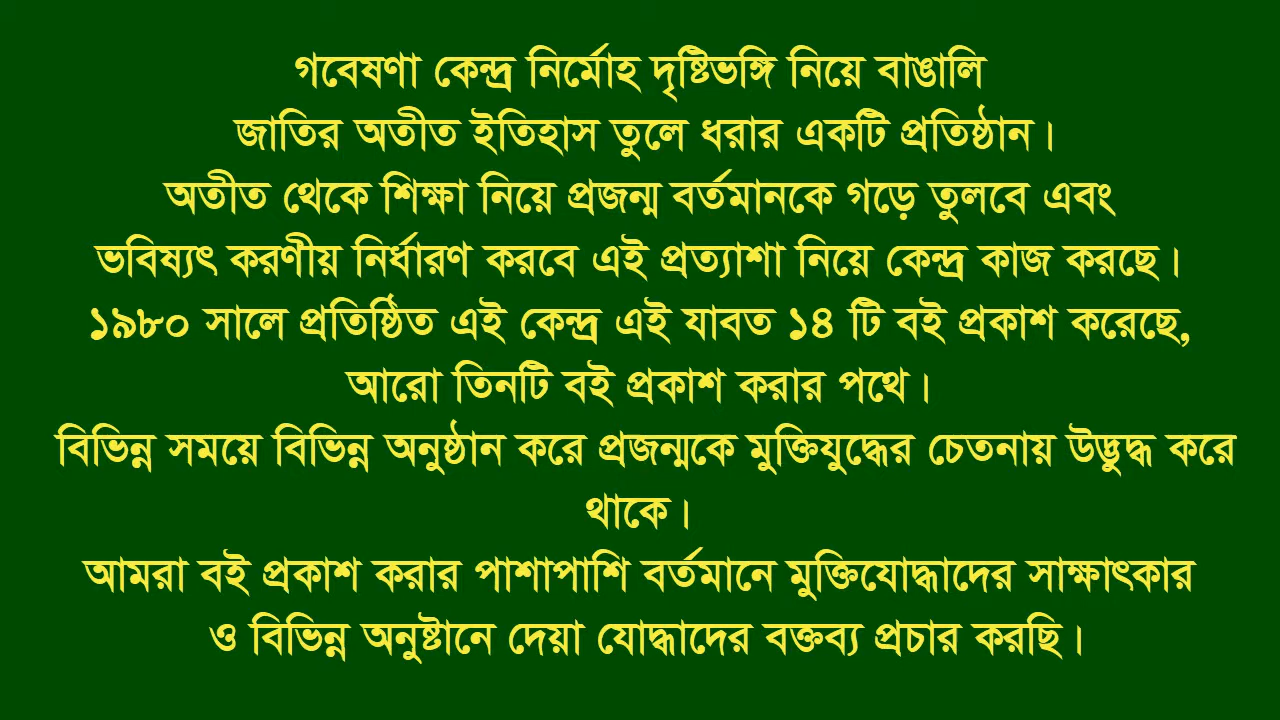 গবেষণা কেন্দ্র নির্মোহ দৃষ্টিভঙ্গি নিয়ে বাঙালি
জাতির অতীত ইতিহাস তুলে ধরার একটি প্রতিষ্ঠান।
অতীত থেকে শিক্ষা নিয়ে প্রজন্ম বর্তমানকে গড়ে তুলবে এবং
ভবিষ্যৎ করণীয় নির্ধারণ করবে এই প্রত্যাশা নিয়ে কেন্দ্র কাজ করছে।
১৯৮০ সালে প্রতিষ্ঠিত এই কেন্দ্র এই যাবত ১৪ টি বই প্রকাশ করেছে,
আরো তিনটি বই প্রকাশ করার পথে।
বিভিন্ন সময়ে বিভিন্ন অনুষ্ঠান করে প্রজন্মকে মুক্তিযুদ্ধের চেতনায় উদ্ভুদ্ধ করে
থাকে।
আমরা বই প্রকাশ করার পাশাপাশি বর্তমানে মুক্তিযোদ্ধাদের সাক্ষাৎকার
ও বিভিন্ন অনুষ্টানে দেয়া যোদ্ধাদের বক্তব্য প্রচার করছি।